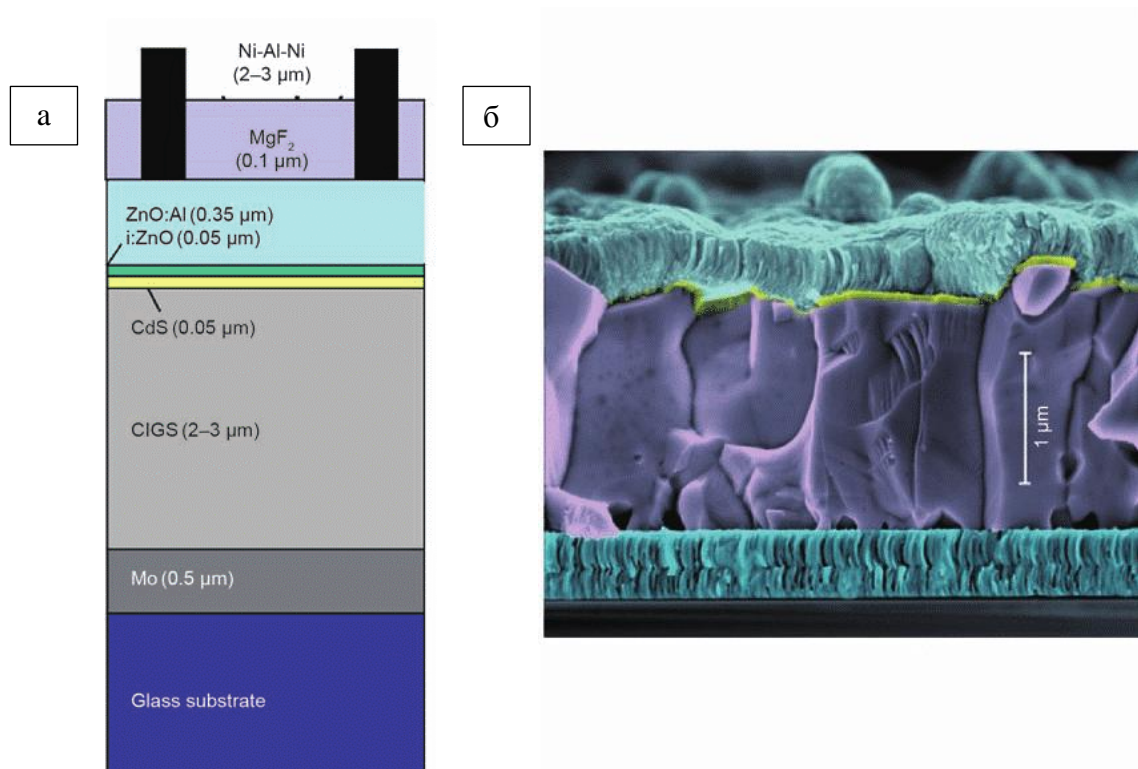 а
Ni-Al-Ni
(2–3 µm)
MgF₂
(0.1 µm)
ZnO:Al (0.35 µm)
i:ZnO (0.05 µm)
CdS (0.05 µm)
CIGS (2–3 µm)
Mo (0.5 µm)
Glass substrate
б
1 µm